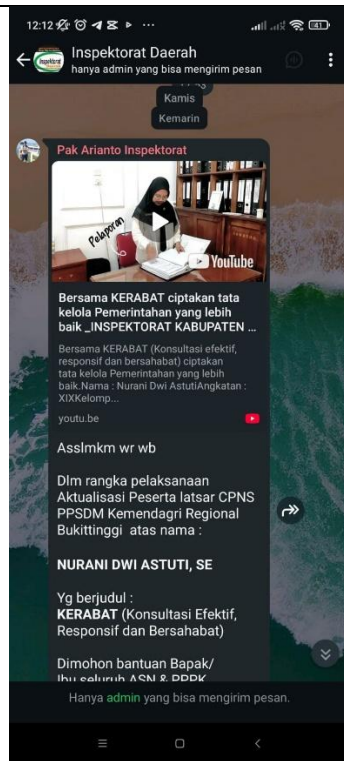 12:12
41
Inspektorat Daerah
hanya admin yang bisa mengirim pesan
Kamis
Kemarin
Pak Arianto Inspektorat
Pelaporan
YouTube
Bersama KERABAT ciptakan tata
kelola Pemerintahan yang lebih
baik _INSPEKTORAT KABUPATEN ...
Bersama KERABAT (Konsultasi efektif,
responsif dan bersahabat) ciptakan
tata kelola Pemerintahan yang lebih
baik.Nama : Nurani Dwi AstutiAngkatan :
XIXKelomp...
youtu.be
Asslmkm wr wb
Dlm rangka pelaksanaan
Aktualisasi Peserta latsar CPNS
PPSDM Kemendagri Regional
Bukittinggi atas nama :
NURANI DWI ASTUTI, SE
Yg berjudul :
KERABAT (Konsultasi Efektif,
Responsif dan Bersahabat)
Dimohon bantuan Bapak/
Ibu seluruh ASN & PPPK
Hanya admin yang bisa mengirim pesan.